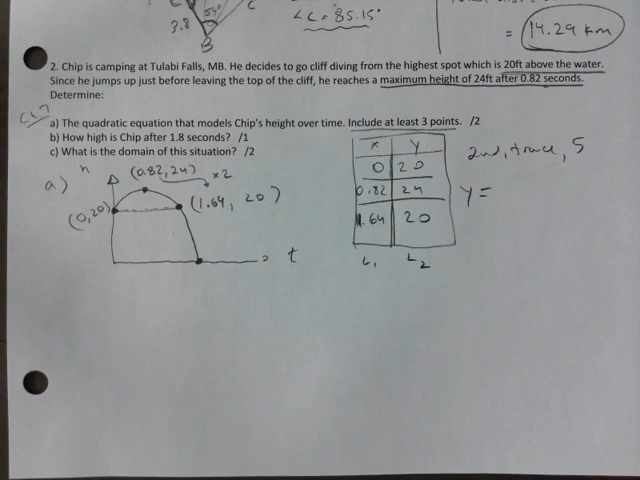 54°
C
3.8
B
∠C = 85.15°
= 14.29 km
2. Chip is camping at Tulabi Falls, MB. He decides to go cliff diving from the highest spot which is 20ft above the water.
Since he jumps up just before leaving the top of the cliff, he reaches a maximum height of 24ft after 0.82 seconds.
Determine:
a) The quadratic equation that models Chip's height over time. Include at least 3 points. /2
b) How high is Chip after 1.8 seconds? /1
c) What is the domain of this situation? /2
a)
h
(0.82, 24)
×2
(0,20)
(1.64, 20)
t
x y
0 20
0.82 24
1.64 20
L1 L2
2nd, trace, 5
y =